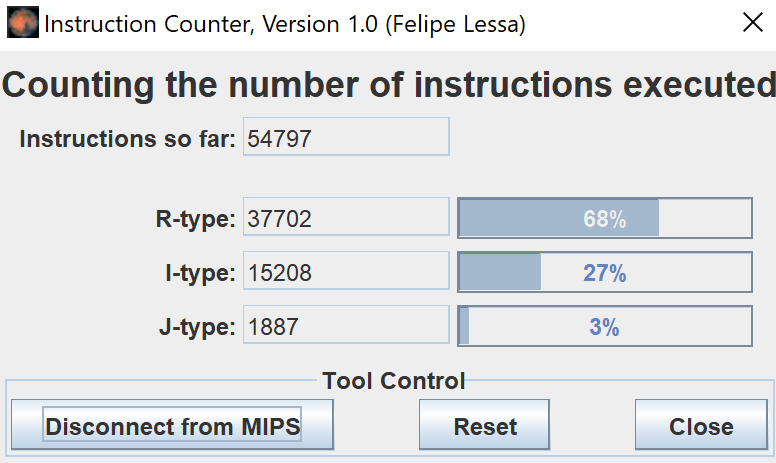 Instruction Counter, Version 1.0 (Felipe Lessa)
Counting the number of instructions executed
Instructions so far: 54797
R-type: 37702 68%
I-type: 15208 27%
J-type: 1887 3%
Tool Control
Disconnect from MIPS Reset Close